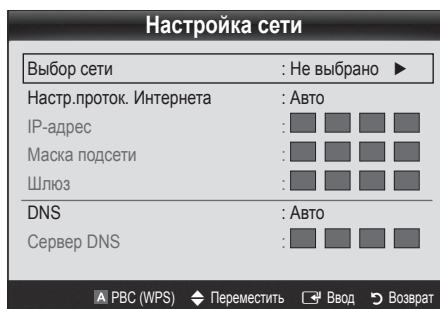 Настройка сети
Выбор сети : Не выбрано ►
Настр.проток. Интернета : Авто
IP-адрес :
Маска подсети :
Шлюз :
DNS : Авто
Сервер DNS :
A PBC (WPS) Переместить Ввод Возврат